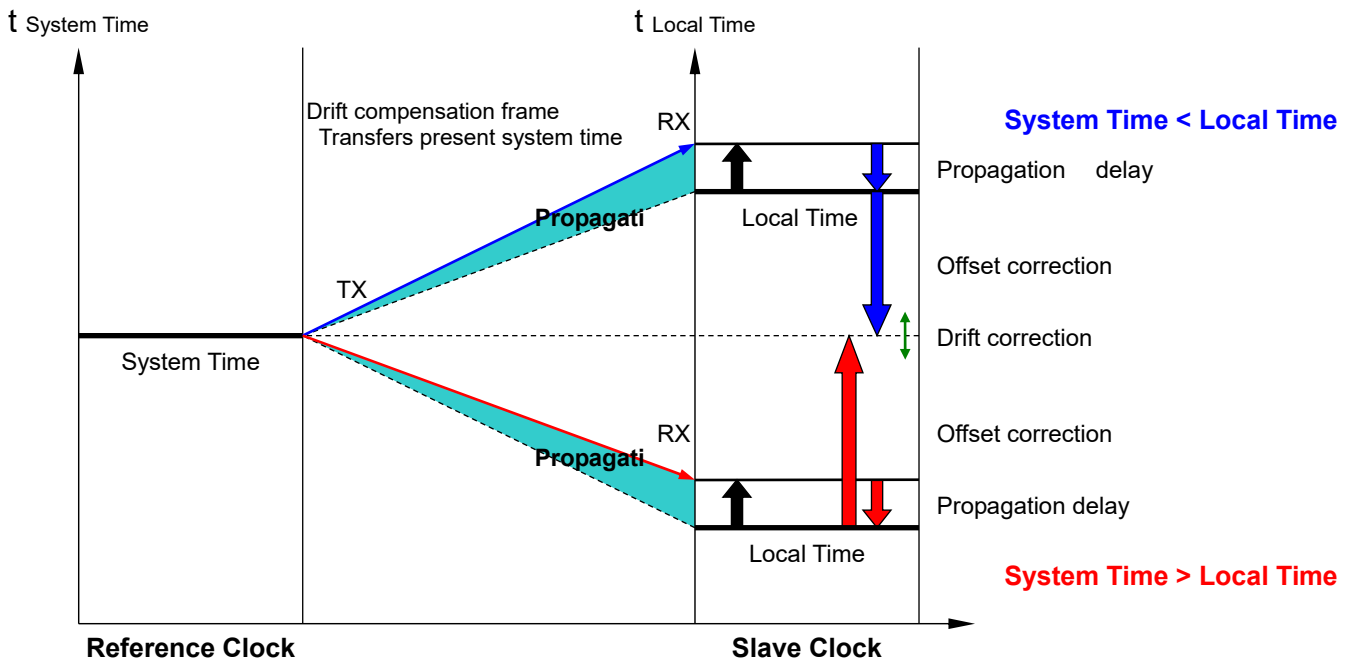 t System Time
t Local Time
Drift compensation frame
Transfers present system time
RX
System Time < Local Time
Propagation delay
Propagati
Local Time
Offset correction
TX
Drift correction
System Time
RX
Offset correction
Propagati
Propagation delay
Local Time
System Time > Local Time
Reference Clock
Slave Clock